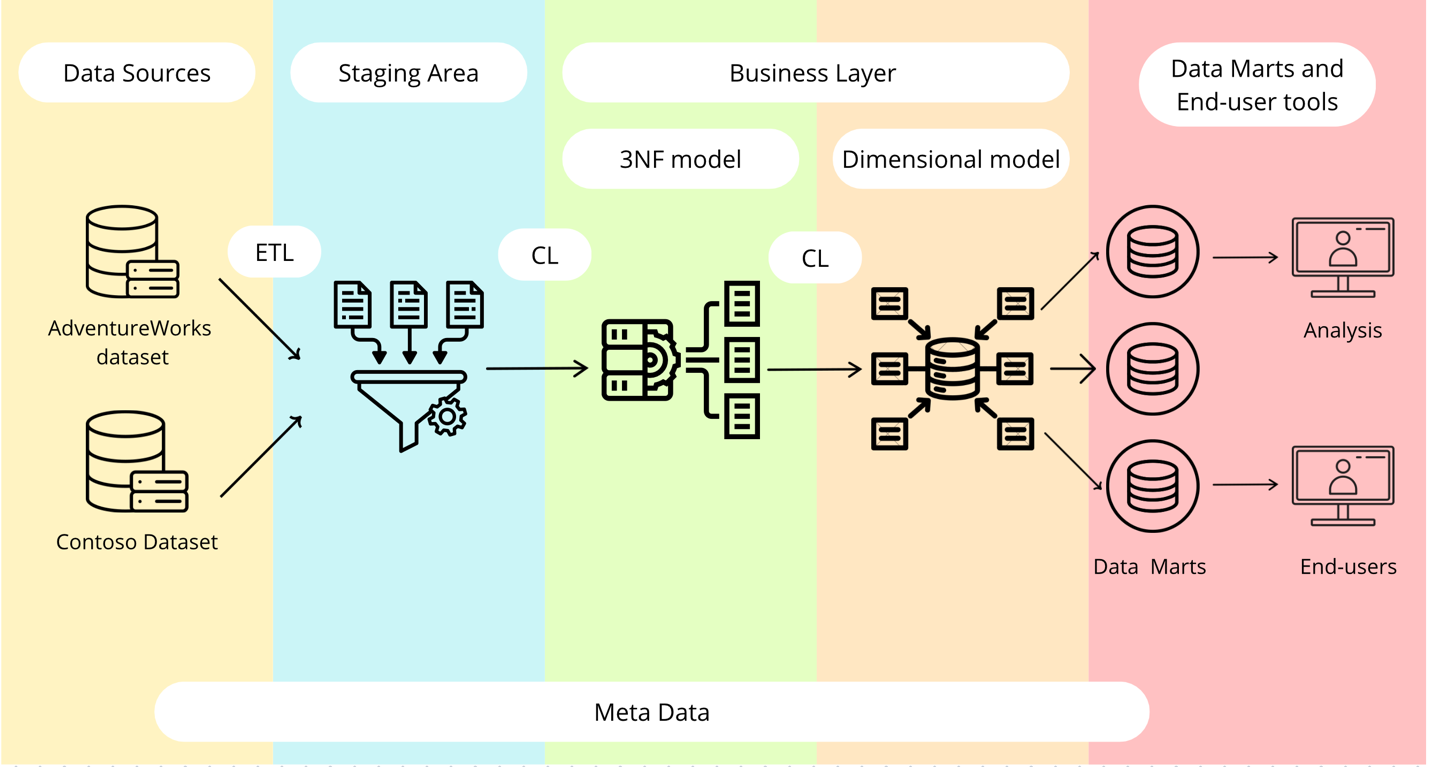 Data Sources
Staging Area
Business Layer
Data Marts and
End-user tools
3NF model
Dimensional model
ETL
CL
CL
AdventureWorks
dataset
Analysis
Contoso Dataset
Data Marts
End-users
Meta Data